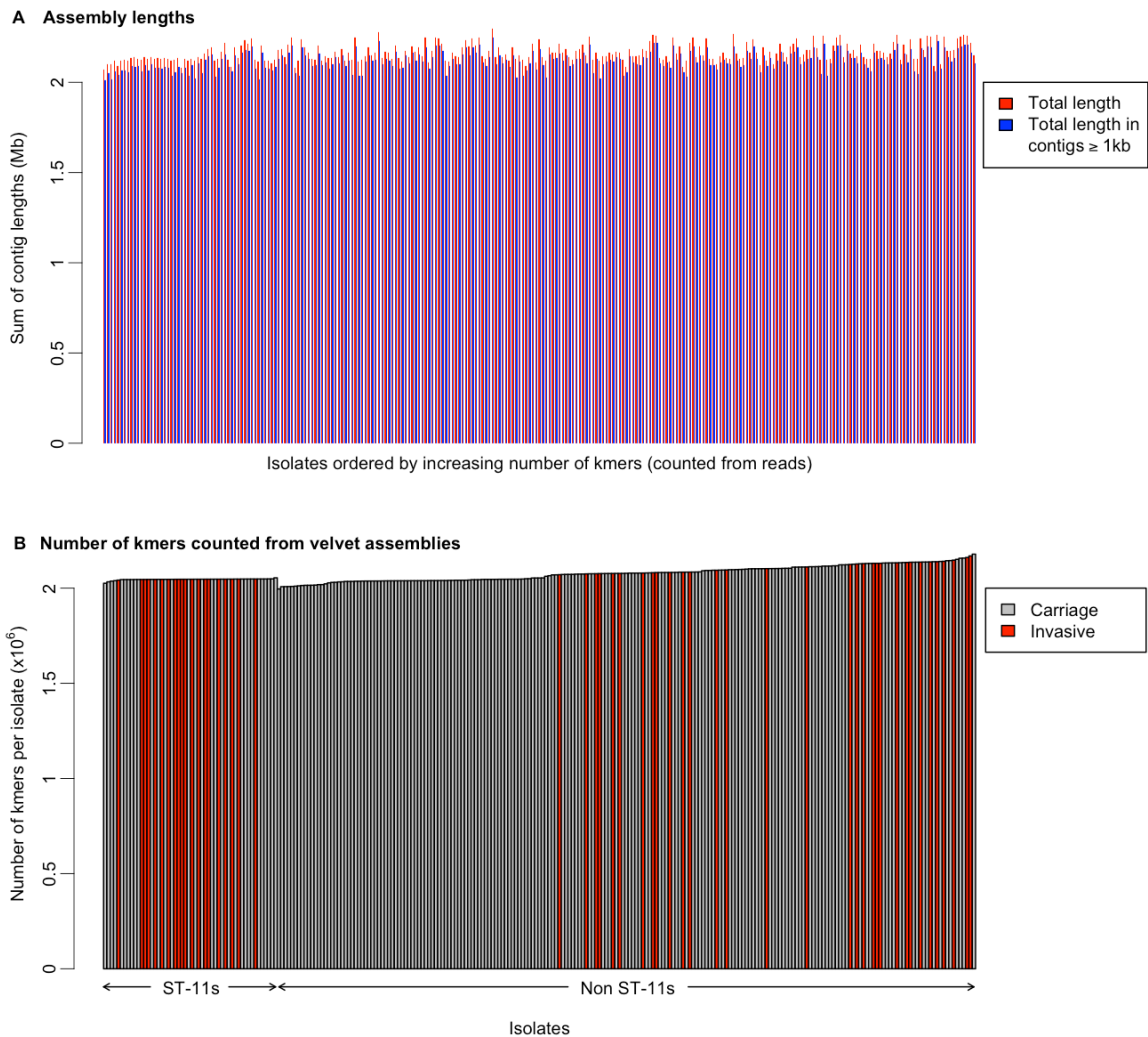 A Assembly lengths
Sum of contig lengths (Mb)
2
1.5
1
0.5
0
Total length
Total length in
contigs ≥ 1kb
Isolates ordered by increasing number of kmers (counted from reads)
B Number of kmers counted from velvet assemblies
Number of kmers per isolate (x10⁶)
2
1.5
1
0.5
0
Carriage
Invasive
ST-11s
Non ST-11s
Isolates